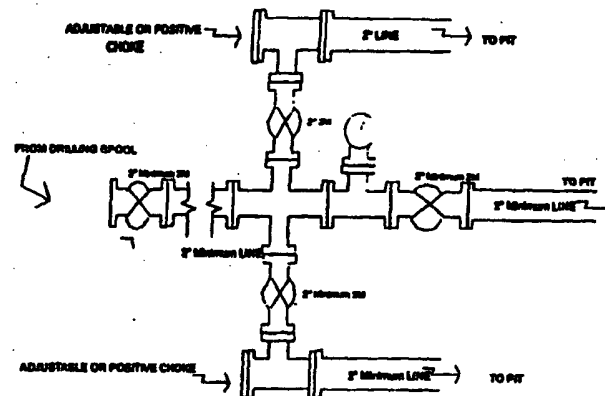 ADJUSTABLE OR POSITIVE
CHOKE
2" LINE
TO PIT
2" 3M
FROM DRILLING SPOOL
2" Minimum 3M
2" Minimum 3M
TO PIT
2" Minimum LINE
2" Minimum LINE
2" Minimum 3M
ADJUSTABLE OR POSITIVE CHOKE
2" Minimum LINE
TO PIT